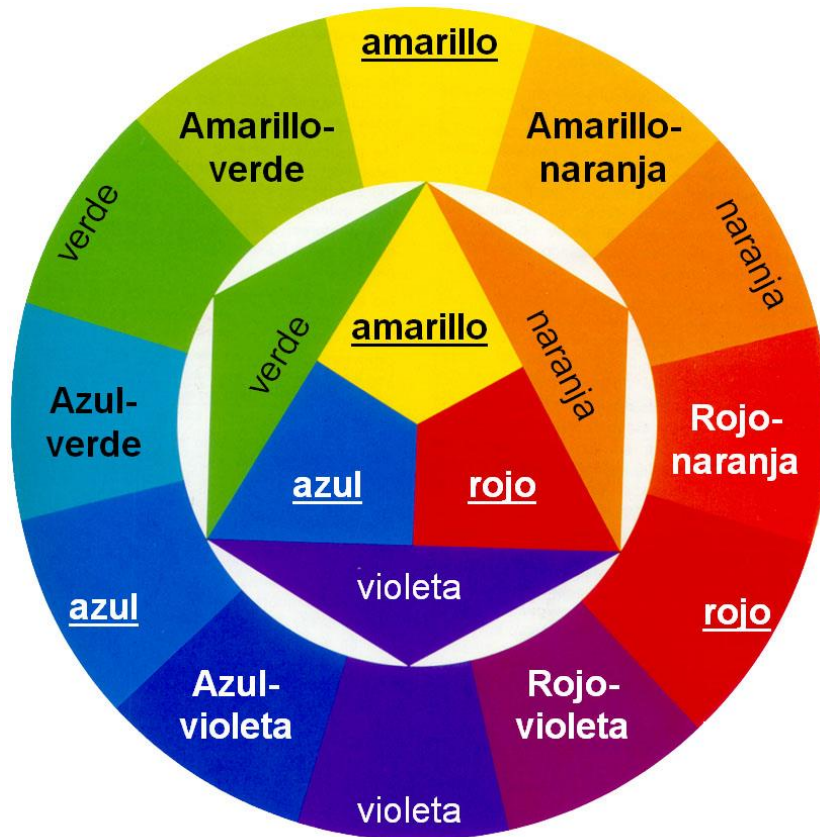 amarillo
Amarillo-
verde
Amarillo-
naranja
verde
naranja
amarillo
verde
naranja
Azul-
verde
Rojo-
naranja
azul
rojo
azul
violeta
rojo
Azul-
violeta
Rojo-
violeta
violeta